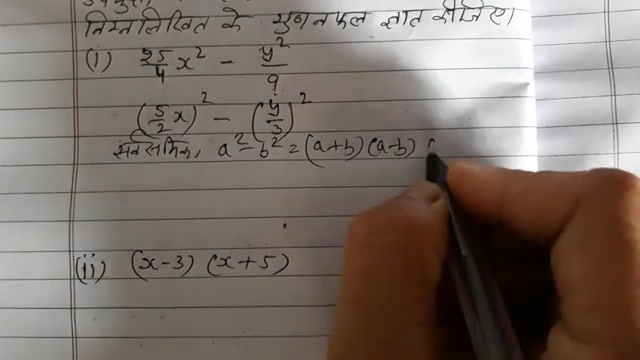 निम्नलिखित के गुणनफल ज्ञात कीजिए।
(i) 25/4 x² - y²/9
(5/2 x)² - (y/3)²
सर्वसमिका, a² - b² = (a+b) (a-b)
(ii) (x-3) (x+5)